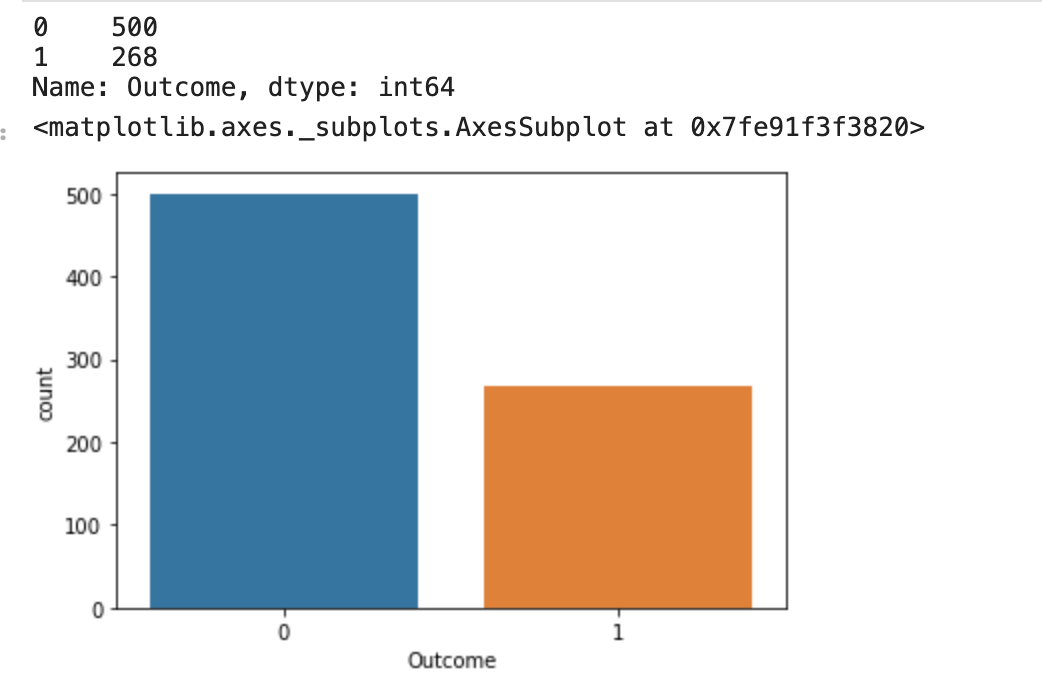 0    500
1    268
Name: Outcome, dtype: int64
<matplotlib.axes._subplots.AxesSubplot at 0x7fe91f3f3820>
500
400
300
200
100
0
count
0 1
Outcome